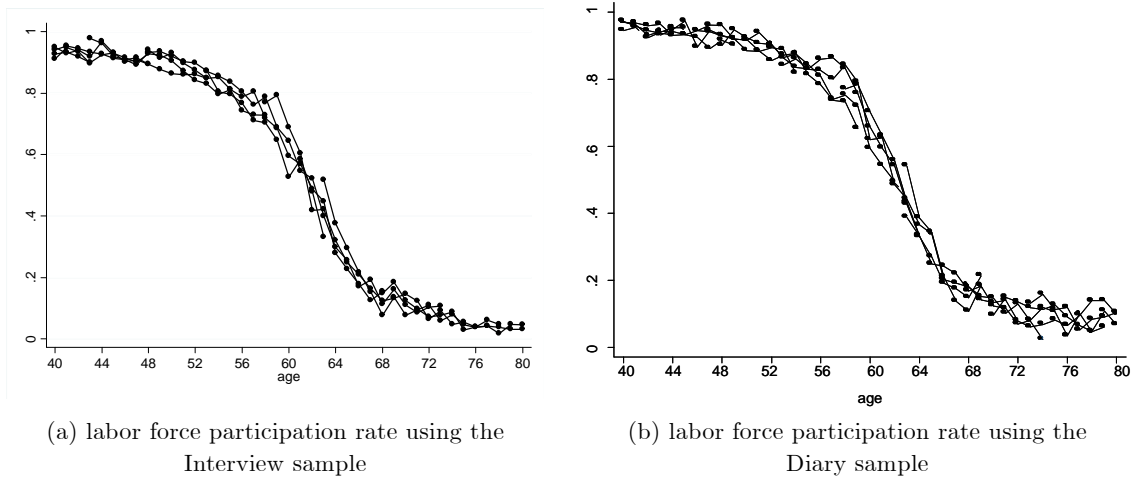 1
.8
.6
.4
.2
0
40 44 48 52 56 60 64 68 72 76 80
age
(a) labor force participation rate using the
Interview sample
1
.8
.6
.4
.2
0
40 44 48 52 56 60 64 68 72 76 80
age
(b) labor force participation rate using the
Diary sample